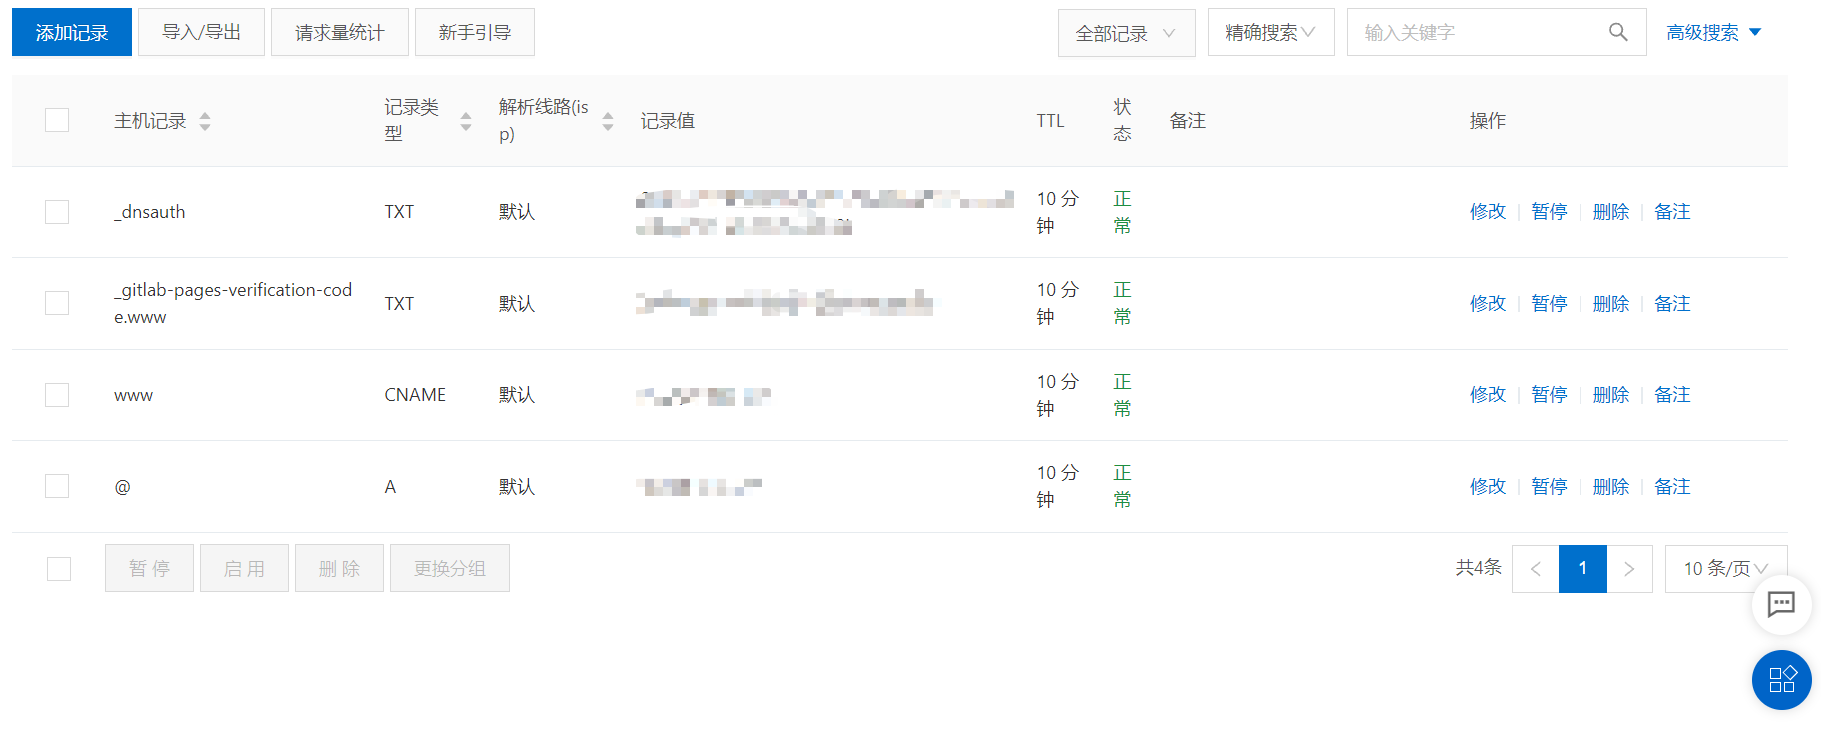 添加记录 导入/导出 请求量统计 新手引导 全部记录 精确搜索 输入关键字 高级搜索
主机记录 记录类型 解析线路(isp) 记录值 TTL 状态 备注 操作
_dnsauth TXT 默认 10 分钟 正常 修改 暂停 删除 备注
_gitlab-pages-verification-code.www TXT 默认 10 分钟 正常 修改 暂停 删除 备注
www CNAME 默认 10 分钟 正常 修改 暂停 删除 备注
@ A 默认 10 分钟 正常 修改 暂停 删除 备注
暂 停 启 用 删 除 更换分组 共4条 1 10 条/页